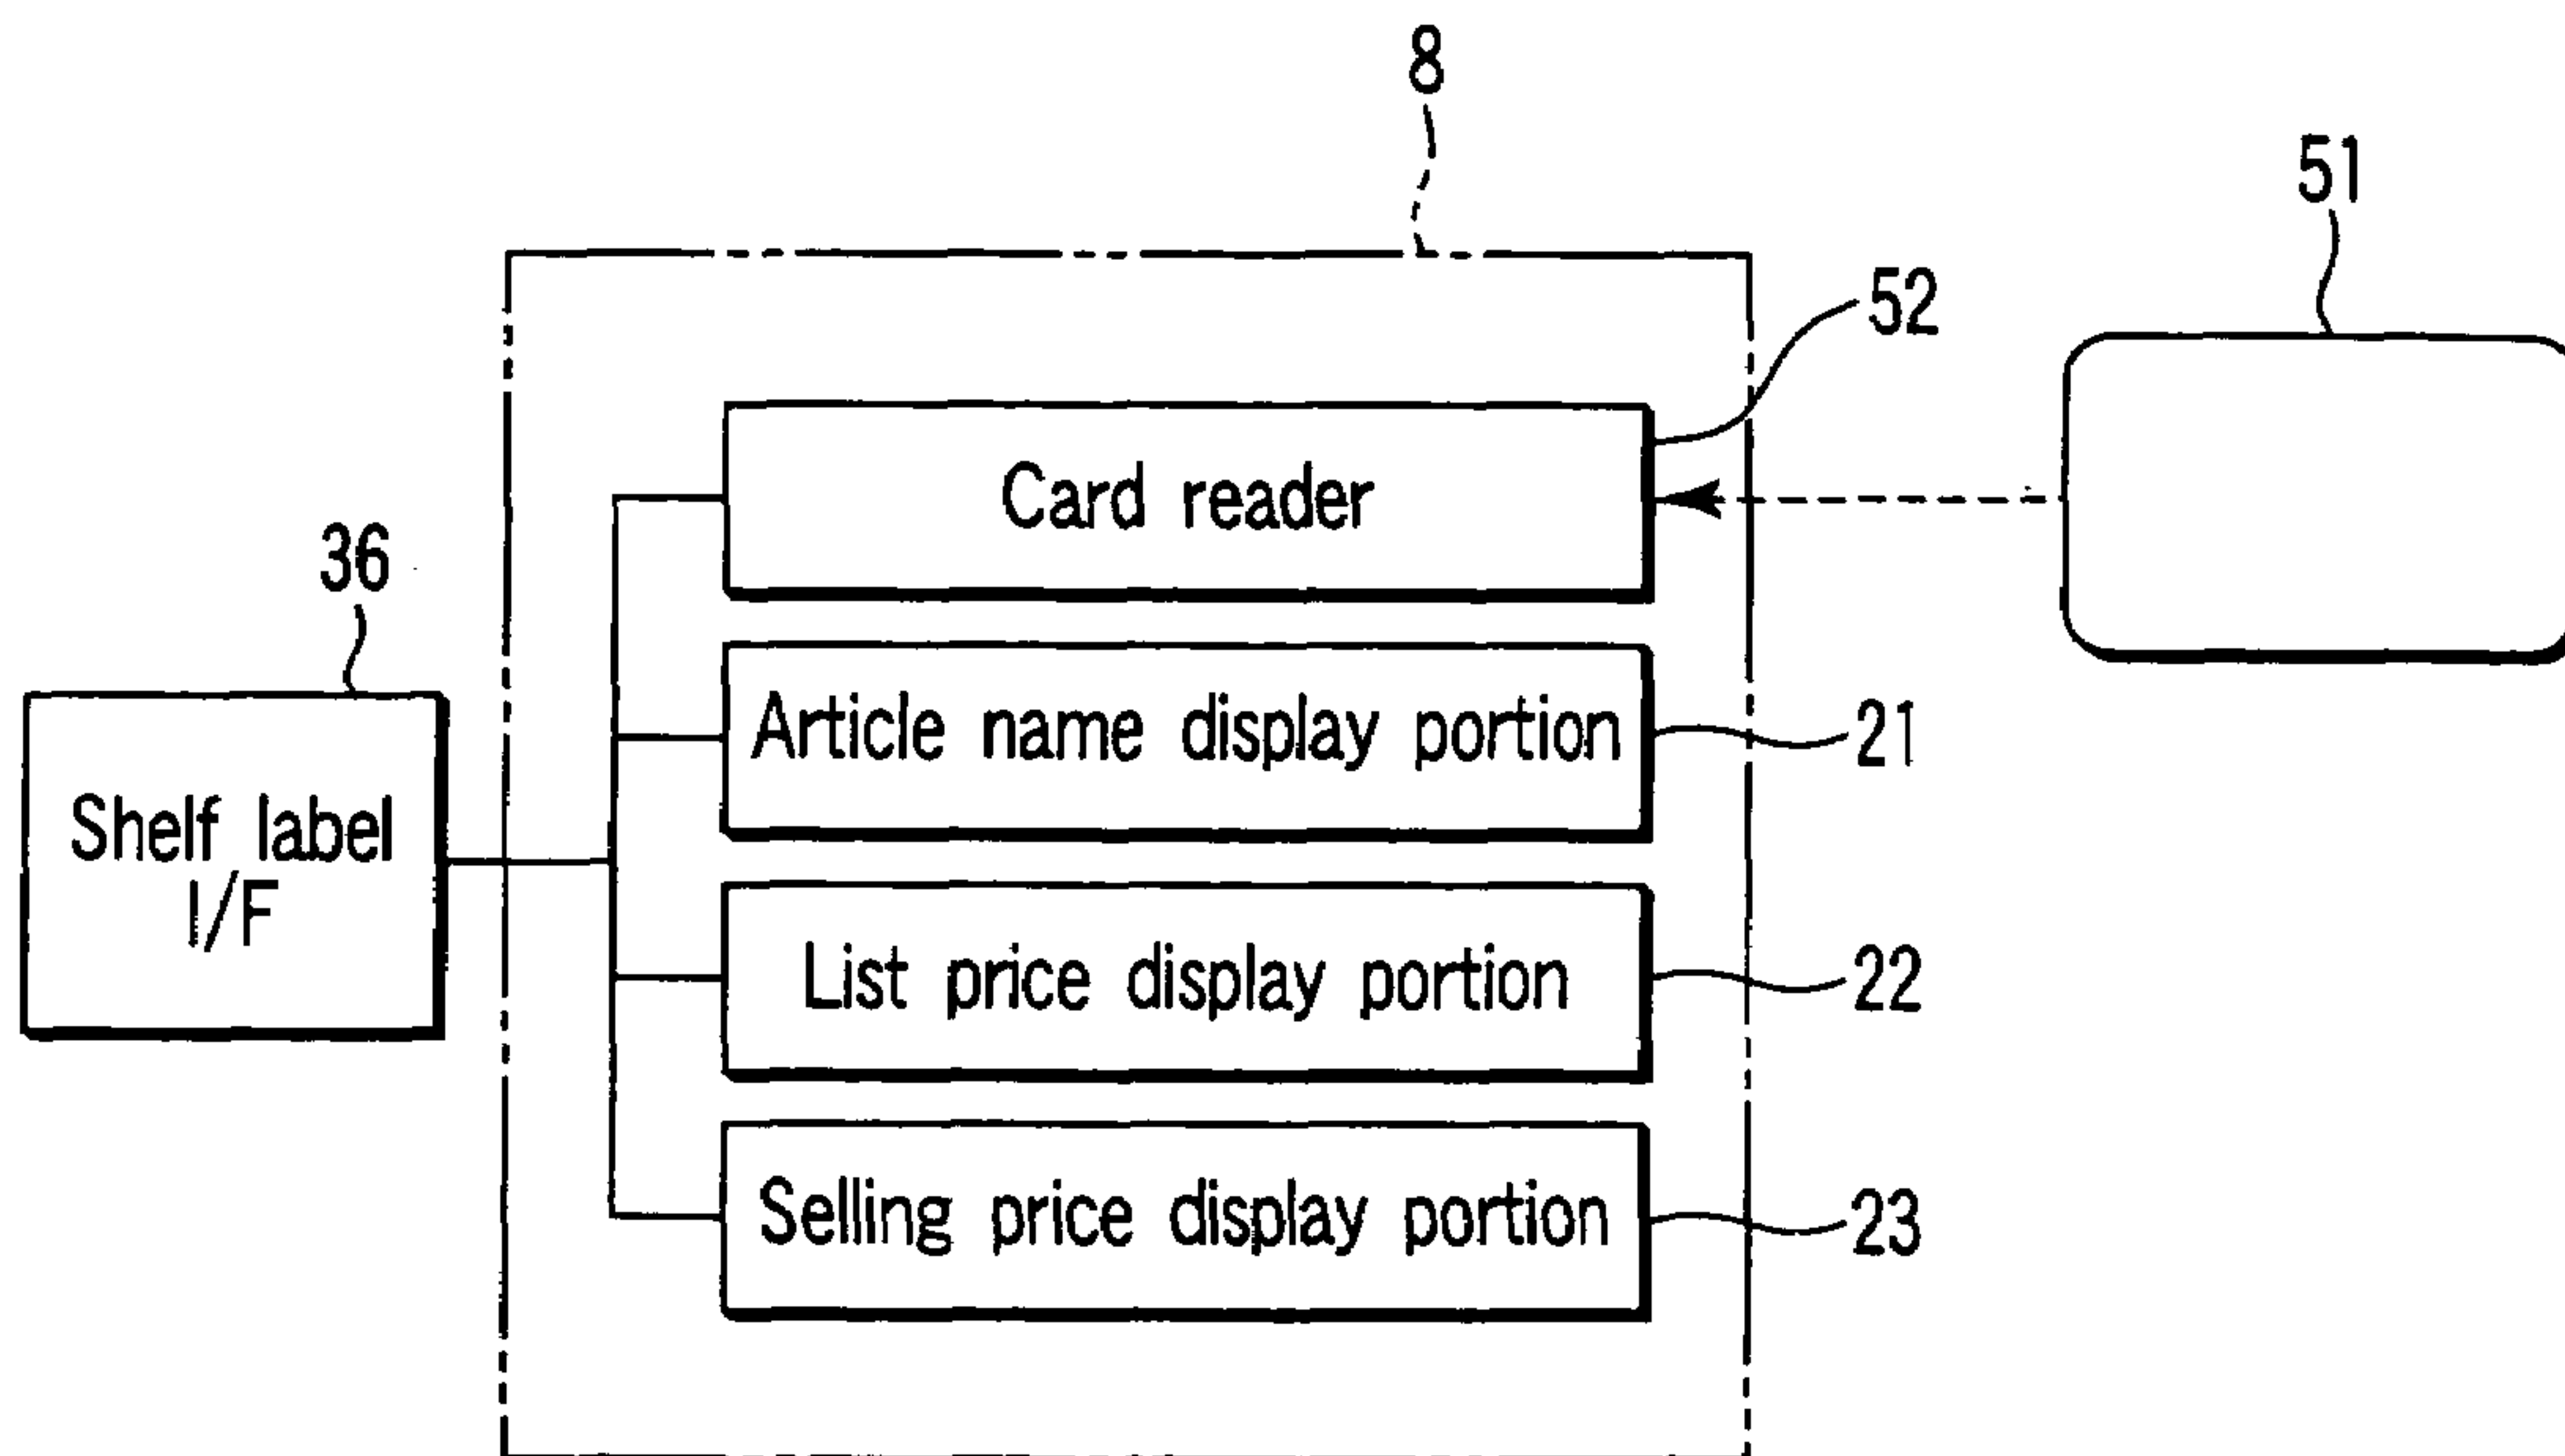 8
51
52
Card reader
36
Article name display portion
21
Shelf label
I/F
List price display portion
22
Selling price display portion
23